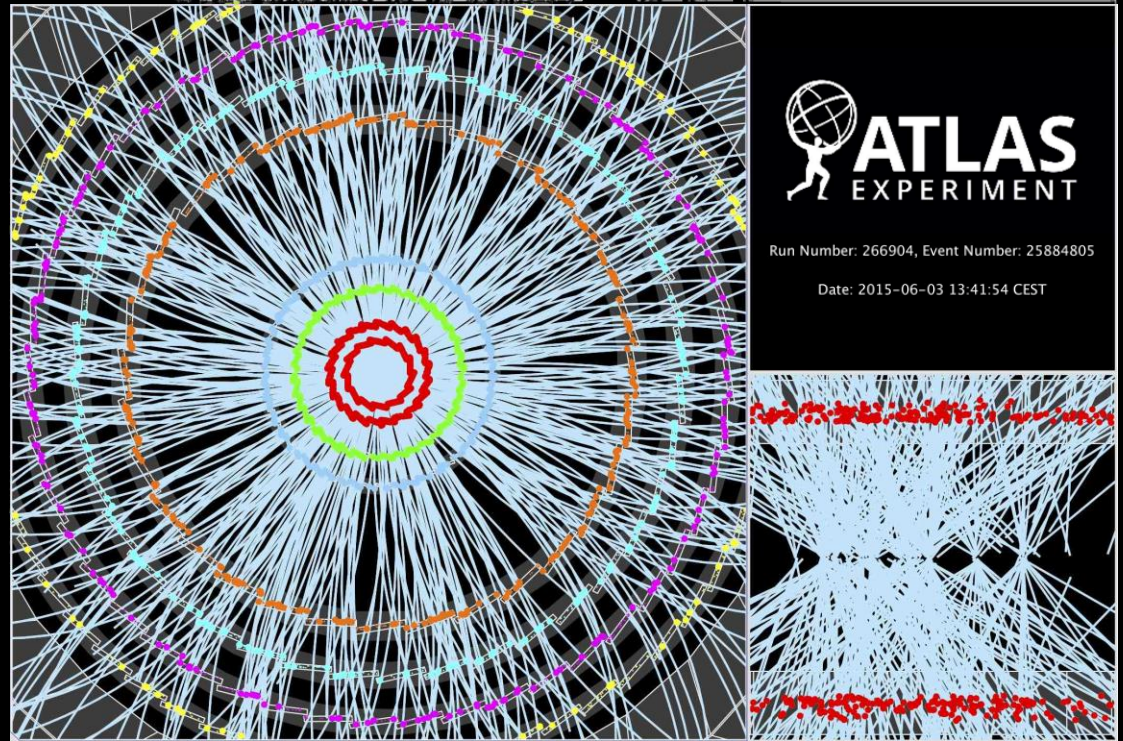 ATLAS
EXPERIMENT
Run Number: 266904, Event Number: 25884805
Date: 2015-06-03 13:41:54 CEST